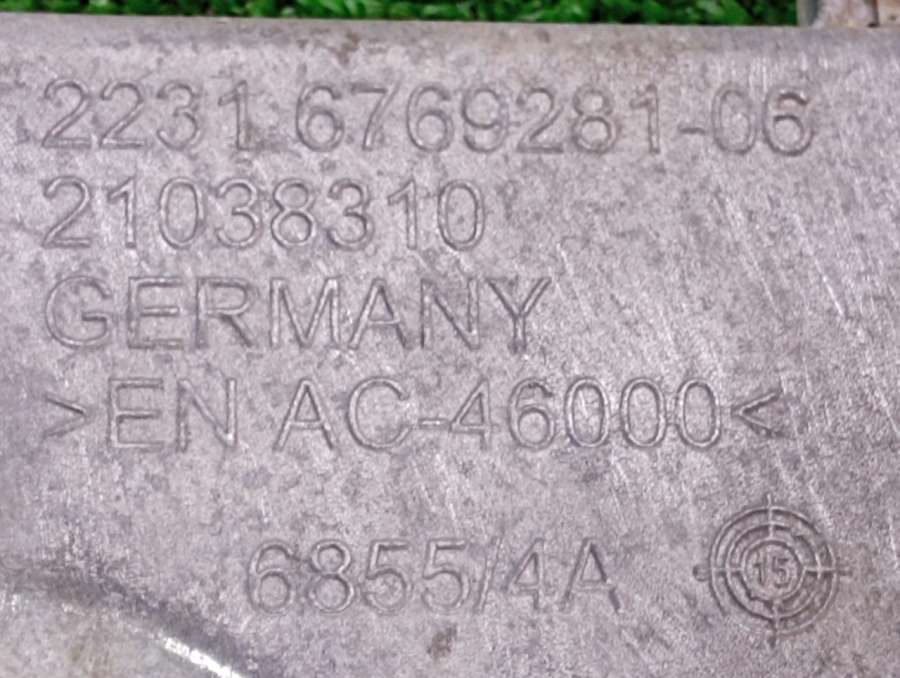 2231 6769281-06
21038310
GERMANY
>EN AC-46000<
6855/4A
15